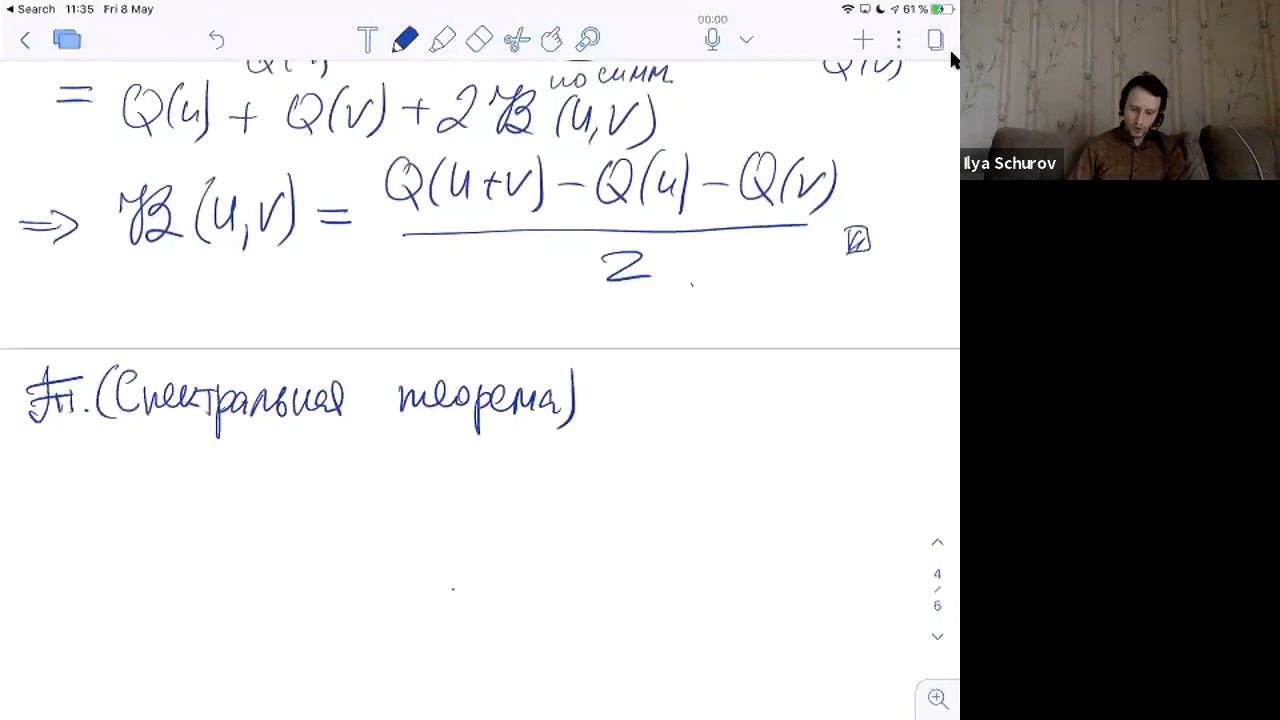 Search 11:35 Fri 8 May
61%
00:00
по симм.
= Q(u) + Q(v) + 2ℬ(u,v)
=> ℬ(u,v) = (Q(u+v) − Q(u) − Q(v)) / 2
Т. (Спектральная теорема)
4
/
6
Ilya Schurov